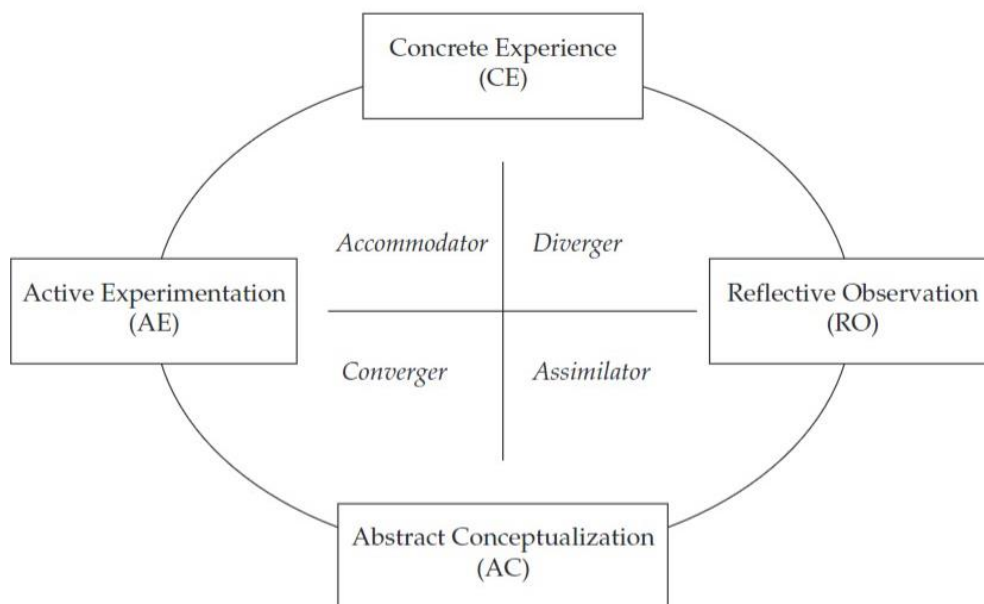 Concrete Experience
(CE)
Accommodator
Diverger
Active Experimentation
(AE)
Reflective Observation
(RO)
Converger
Assimilator
Abstract Conceptualization
(AC)